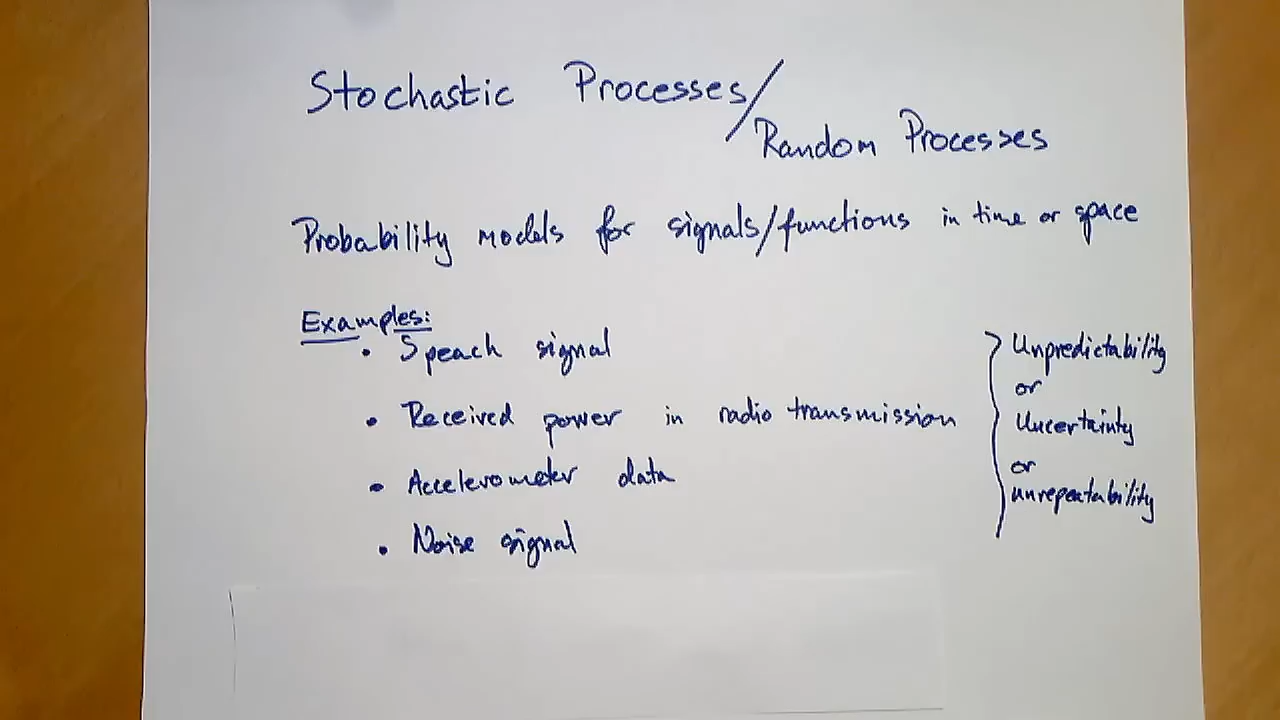 Stochastic Processes/
Random Processes
Probability models for signals/functions in time or space
Examples:
• Speach signal
• Received power in radio transmission
• Accelerometer data
• Noise signal
Unpredictability
or
Uncertainty
or
unrepeatability